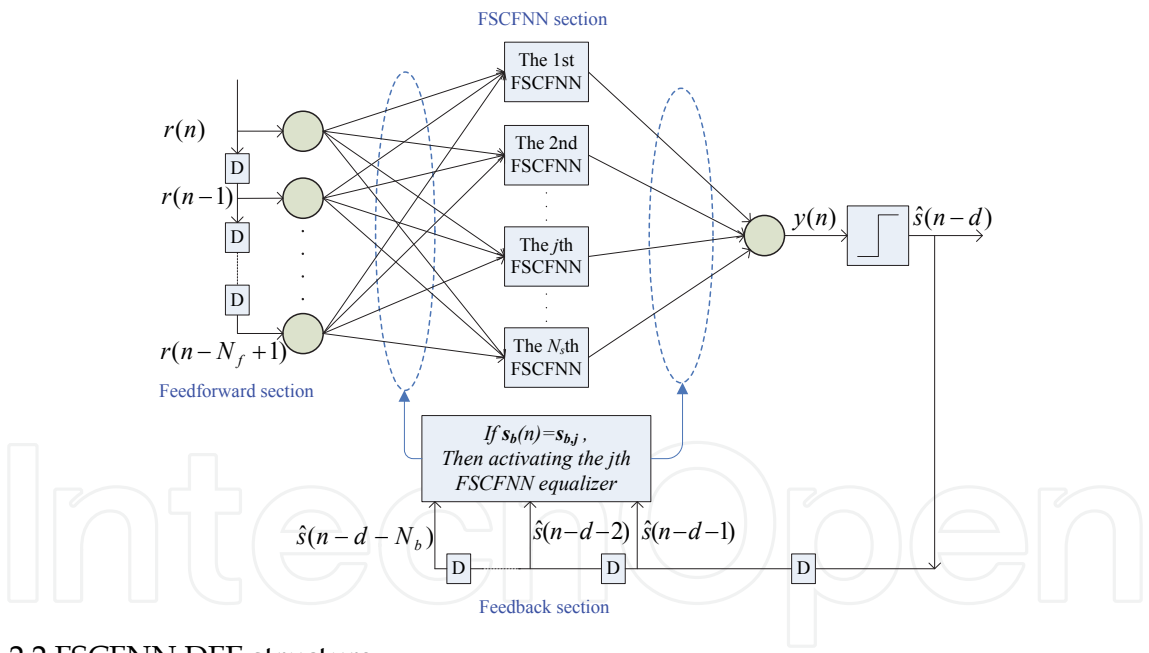 FSCFNN section
The 1st
FSCFNN
r(n)
The 2nd
FSCFNN
D
r(n−1)
y(n)
ŝ(n−d)
D
The jth
FSCFNN
D
r(n−N_f+1)
The N_sth
FSCFNN
Feedforward section
If s_b(n)=s_{b,j} ,
Then activating the jth
FSCFNN equalizer
ŝ(n−d−N_b)
ŝ(n−d−2)
ŝ(n−d−1)
D
D
D
Feedback section
IntechOpen